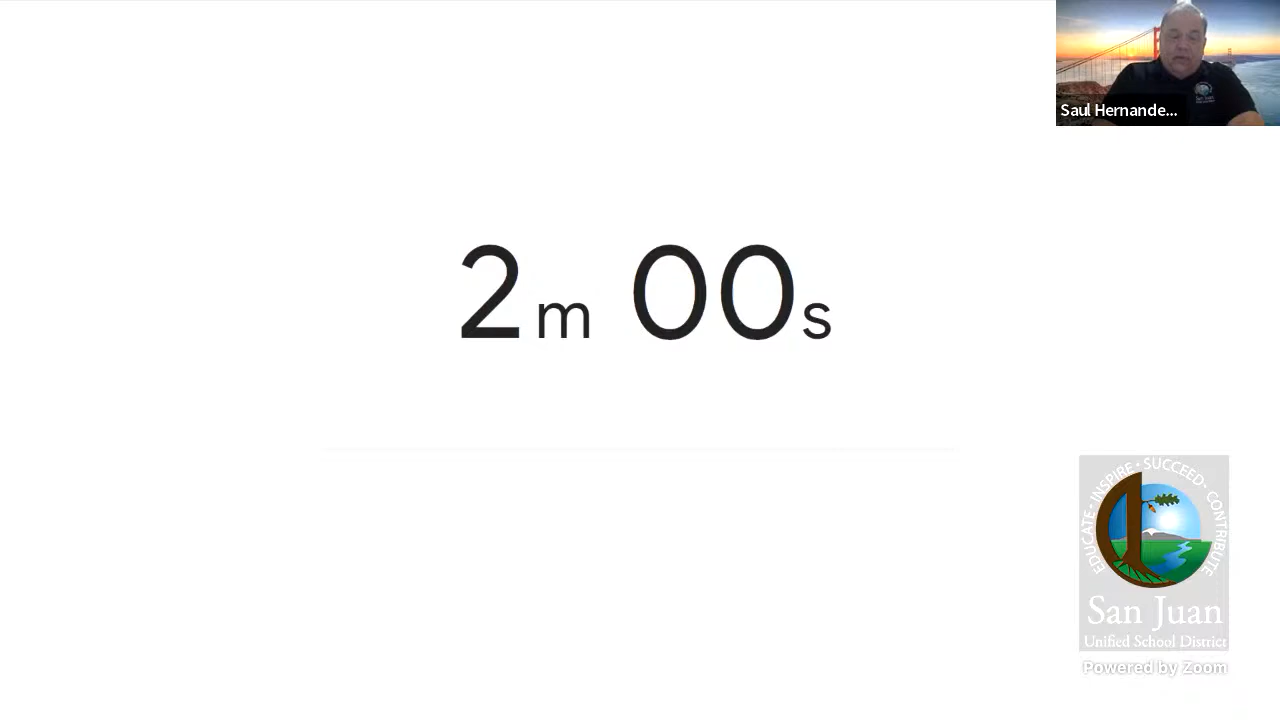 Saul Hernande...
2m 00s
EDUCATE • INSPIRE • SUCCEED • CONTRIBUTE
San Juan
Unified School District
Powered by Zoom